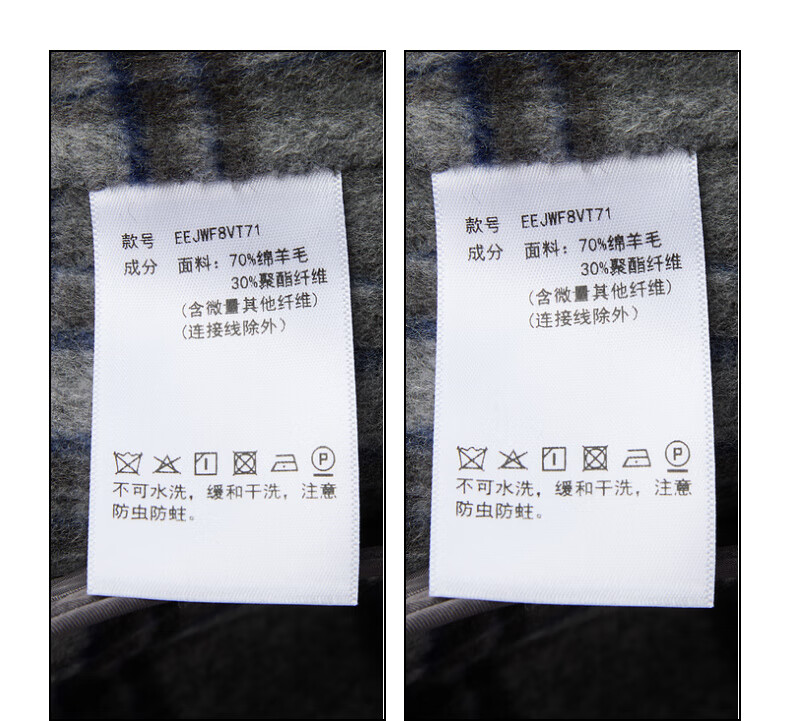 款号 EEJWF8VT71
成分 面料：70%绵羊毛
30%聚酯纤维
（含微量其他纤维）
（连接线除外）
P
不可水洗，缓和干洗，注意
防虫防蛀。
款号 EEJWF8VT71
成分 面料：70%绵羊毛
30%聚酯纤维
（含微量其他纤维）
（连接线除外）
P
不可水洗，缓和干洗，注意
防虫防蛀。